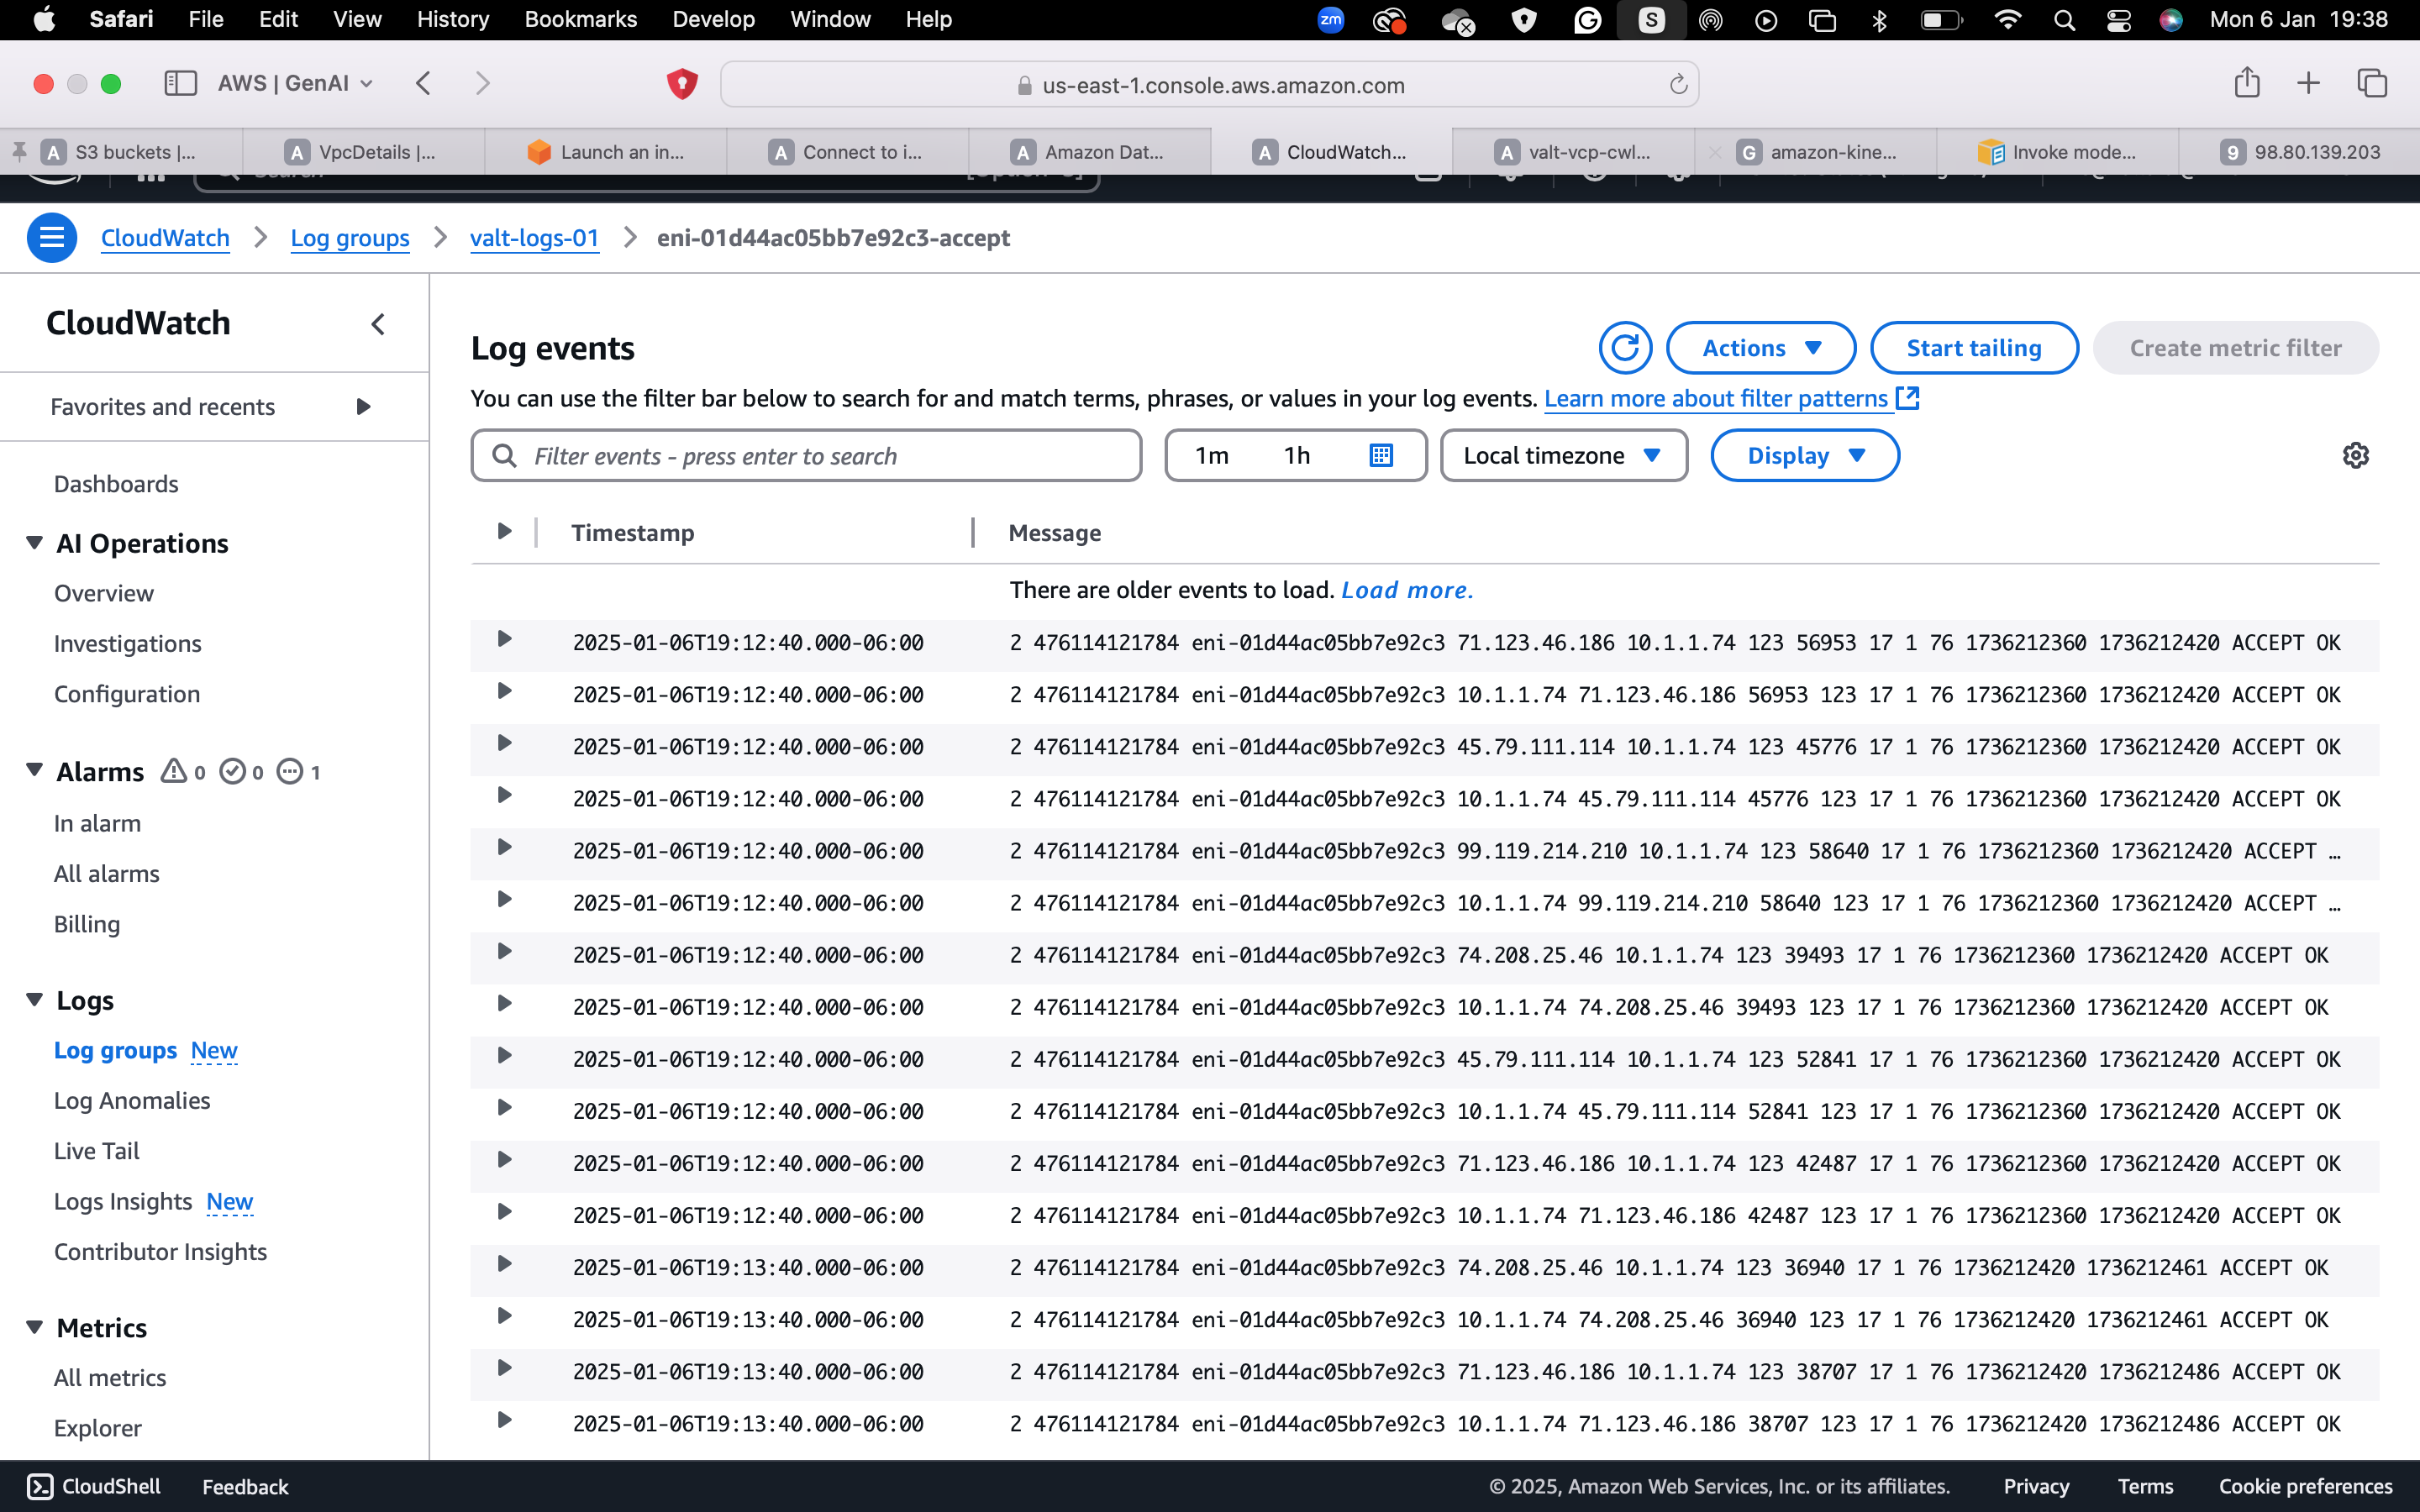 Safari File Edit View History Bookmarks Develop Window Help zm S Mon 6 Jan 19:38
AWS | GenAI us-east-1.console.aws.amazon.com
A S3 buckets |... A VpcDetails |... Launch an in... A Connect to i... A Amazon Dat... A CloudWatch... A valt-vcp-cwl... G amazon-kine... Invoke mode... 9 98.80.139.203
CloudWatch > Log groups > valt-logs-01 > eni-01d44ac05bb7e92c3-accept
CloudWatch
Favorites and recents
Dashboards
AI Operations
Overview
Investigations
Configuration
Alarms 0 0 1
In alarm
All alarms
Billing
Logs
Log groups New
Log Anomalies
Live Tail
Logs Insights New
Contributor Insights
Metrics
All metrics
Explorer
Log events
Actions Start tailing Create metric filter
You can use the filter bar below to search for and match terms, phrases, or values in your log events. Learn more about filter patterns
Filter events - press enter to search 1m 1h Local timezone Display
Timestamp Message
There are older events to load. Load more.
2025-01-06T19:12:40.000-06:00 2 476114121784 eni-01d44ac05bb7e92c3 71.123.46.186 10.1.1.74 123 56953 17 1 76 1736212360 1736212420 ACCEPT OK
2025-01-06T19:12:40.000-06:00 2 476114121784 eni-01d44ac05bb7e92c3 10.1.1.74 71.123.46.186 56953 123 17 1 76 1736212360 1736212420 ACCEPT OK
2025-01-06T19:12:40.000-06:00 2 476114121784 eni-01d44ac05bb7e92c3 45.79.111.114 10.1.1.74 123 45776 17 1 76 1736212360 1736212420 ACCEPT OK
2025-01-06T19:12:40.000-06:00 2 476114121784 eni-01d44ac05bb7e92c3 10.1.1.74 45.79.111.114 45776 123 17 1 76 1736212360 1736212420 ACCEPT OK
2025-01-06T19:12:40.000-06:00 2 476114121784 eni-01d44ac05bb7e92c3 99.119.214.210 10.1.1.74 123 58640 17 1 76 1736212360 1736212420 ACCEPT ...
2025-01-06T19:12:40.000-06:00 2 476114121784 eni-01d44ac05bb7e92c3 10.1.1.74 99.119.214.210 58640 123 17 1 76 1736212360 1736212420 ACCEPT ...
2025-01-06T19:12:40.000-06:00 2 476114121784 eni-01d44ac05bb7e92c3 74.208.25.46 10.1.1.74 123 39493 17 1 76 1736212360 1736212420 ACCEPT OK
2025-01-06T19:12:40.000-06:00 2 476114121784 eni-01d44ac05bb7e92c3 10.1.1.74 74.208.25.46 39493 123 17 1 76 1736212360 1736212420 ACCEPT OK
2025-01-06T19:12:40.000-06:00 2 476114121784 eni-01d44ac05bb7e92c3 45.79.111.114 10.1.1.74 123 52841 17 1 76 1736212360 1736212420 ACCEPT OK
2025-01-06T19:12:40.000-06:00 2 476114121784 eni-01d44ac05bb7e92c3 10.1.1.74 45.79.111.114 52841 123 17 1 76 1736212360 1736212420 ACCEPT OK
2025-01-06T19:12:40.000-06:00 2 476114121784 eni-01d44ac05bb7e92c3 71.123.46.186 10.1.1.74 123 42487 17 1 76 1736212360 1736212420 ACCEPT OK
2025-01-06T19:12:40.000-06:00 2 476114121784 eni-01d44ac05bb7e92c3 10.1.1.74 71.123.46.186 42487 123 17 1 76 1736212360 1736212420 ACCEPT OK
2025-01-06T19:13:40.000-06:00 2 476114121784 eni-01d44ac05bb7e92c3 74.208.25.46 10.1.1.74 123 36940 17 1 76 1736212420 1736212461 ACCEPT OK
2025-01-06T19:13:40.000-06:00 2 476114121784 eni-01d44ac05bb7e92c3 10.1.1.74 74.208.25.46 36940 123 17 1 76 1736212420 1736212461 ACCEPT OK
2025-01-06T19:13:40.000-06:00 2 476114121784 eni-01d44ac05bb7e92c3 71.123.46.186 10.1.1.74 123 38707 17 1 76 1736212420 1736212486 ACCEPT OK
2025-01-06T19:13:40.000-06:00 2 476114121784 eni-01d44ac05bb7e92c3 10.1.1.74 71.123.46.186 38707 123 17 1 76 1736212420 1736212486 ACCEPT OK
CloudShell Feedback © 2025, Amazon Web Services, Inc. or its affiliates. Privacy Terms Cookie preferences